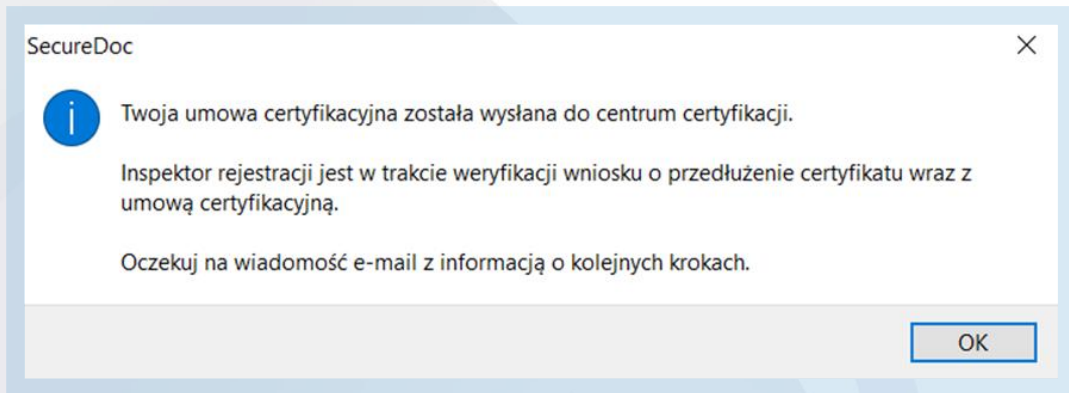 SecureDoc
Twoja umowa certyfikacyjna została wysłana do centrum certyfikacji.
Inspektor rejestracji jest w trakcie weryfikacji wniosku o przedłużenie certyfikatu wraz z
umową certyfikacyjną.
Oczekuj na wiadomość e-mail z informacją o kolejnych krokach.
OK